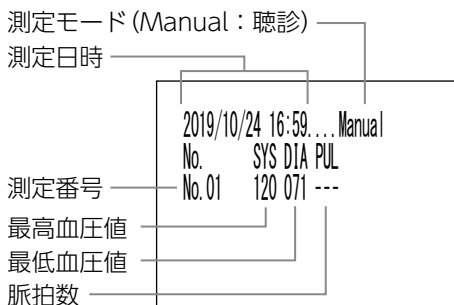 測定モード(Manual：聴診)
測定日時
2019/10/24 16:59....Manual
No. SYS DIA PUL
測定番号
No.01 120 071 ---
最高血圧値
最低血圧値
脈拍数